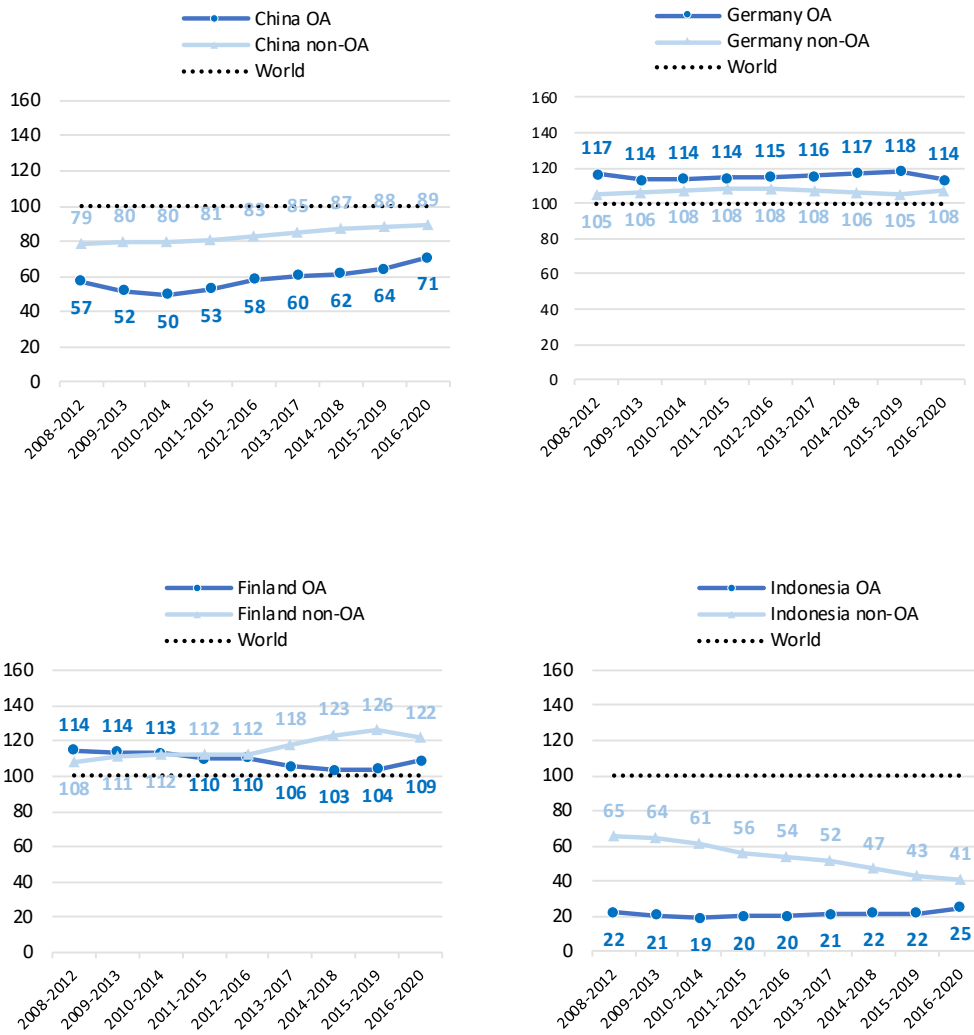 China OA
China non-OA
World
160
140
120
100
80
60
40
20
0
79 80 80 81 83 85 87 88 89
57 52 50 53 58 60 62 64 71
2008-2012 2009-2013 2010-2014 2011-2015 2012-2016 2013-2017 2014-2018 2015-2019 2016-2020
Germany OA
Germany non-OA
World
160
140
120
100
80
60
40
20
0
117 114 114 114 115 116 117 118 114
105 106 108 108 108 108 106 105 108
2008-2012 2009-2013 2010-2014 2011-2015 2012-2016 2013-2017 2014-2018 2015-2019 2016-2020
Finland OA
Finland non-OA
World
160
140
120
100
80
60
40
20
0
114 114 113 112 112 118 123 126 122
108 111 112 110 110 106 103 104 109
2008-2012 2009-2013 2010-2014 2011-2015 2012-2016 2013-2017 2014-2018 2015-2019 2016-2020
Indonesia OA
Indonesia non-OA
World
160
140
120
100
80
60
40
20
0
65 64 61 56 54 52 47 43 41
22 21 19 20 20 21 22 22 25
2008-2012 2009-2013 2010-2014 2011-2015 2012-2016 2013-2017 2014-2018 2015-2019 2016-2020